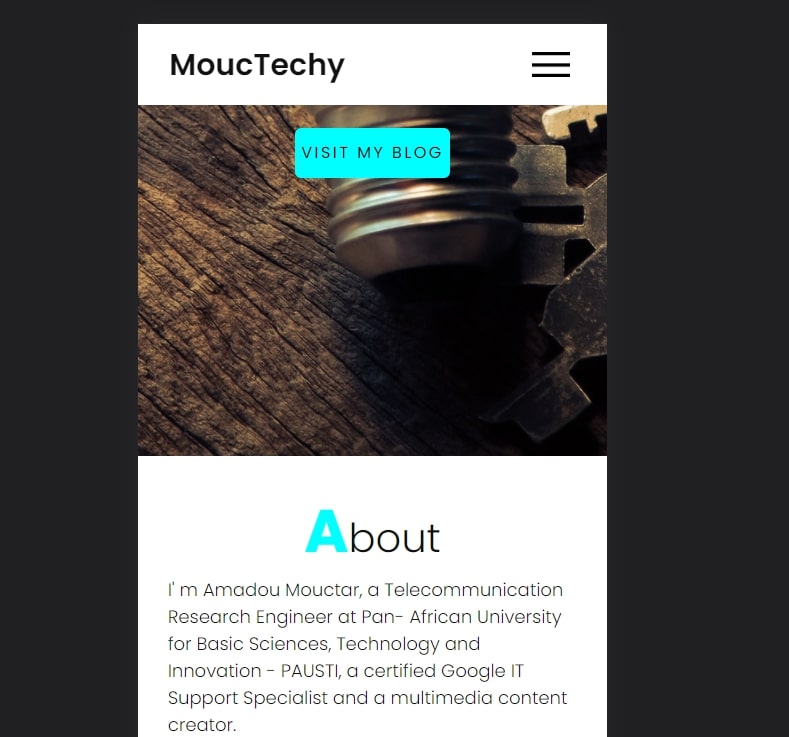 MoucTechy
VISIT MY BLOG
About
I' m Amadou Mouctar, a Telecommunication
Research Engineer at Pan- African University
for Basic Sciences, Technology and
Innovation - PAUSTI, a certified Google IT
Support Specialist and a multimedia content
creator.